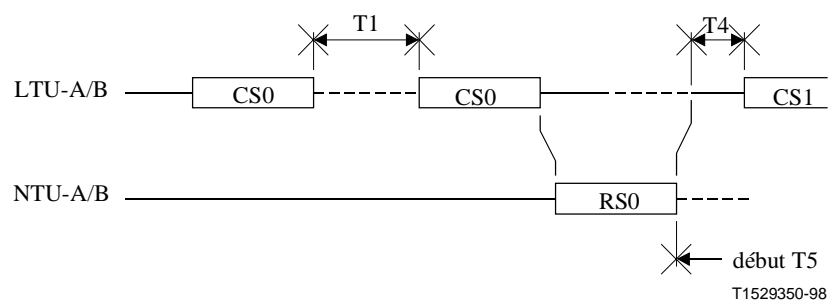 T1
T4
LTU-A/B
CS0
CS0
CS1
NTU-A/B
RS0
début T5
T1529350-98